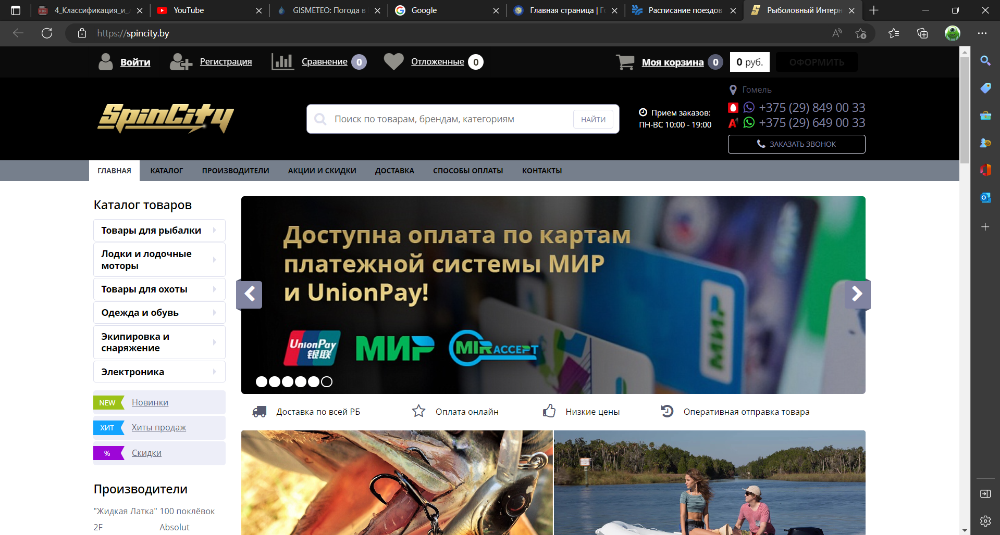 4_Классификация_и_
YouTube
GISMETEO: Погода в
Google
Главная страница | Го
Расписание поездов
Рыболовный Интерн
https://spincity.by
Войти
Регистрация
Сравнение 0
Отложенные 0
Моя корзина 0
0 руб.
ОФОРМИТЬ
Гомель
SpinCity
Поиск по товарам, брендам, категориям
НАЙТИ
Прием заказов:
ПН-ВС 10:00 - 19:00
+375 (29) 849 00 33
+375 (29) 649 00 33
ЗАКАЗАТЬ ЗВОНОК
ГЛАВНАЯ
КАТАЛОГ
ПРОИЗВОДИТЕЛИ
АКЦИИ И СКИДКИ
ДОСТАВКА
СПОСОБЫ ОПЛАТЫ
КОНТАКТЫ
Каталог товаров
Товары для рыбалки
Лодки и лодочные
моторы
Товары для охоты
Одежда и обувь
Экипировка и
снаряжение
Электроника
NEW Новинки
ХИТ Хиты продаж
% Скидки
Производители
"Жидкая Латка" 100 поклёвок
2F Absolut
Доступна оплата по картам
платежной системы МИР
и UnionPay!
UnionPay
银联
МИР
MIR ACCEPT
МИР
Доставка по всей РБ
Оплата онлайн
Низкие цены
Оперативная отправка товара